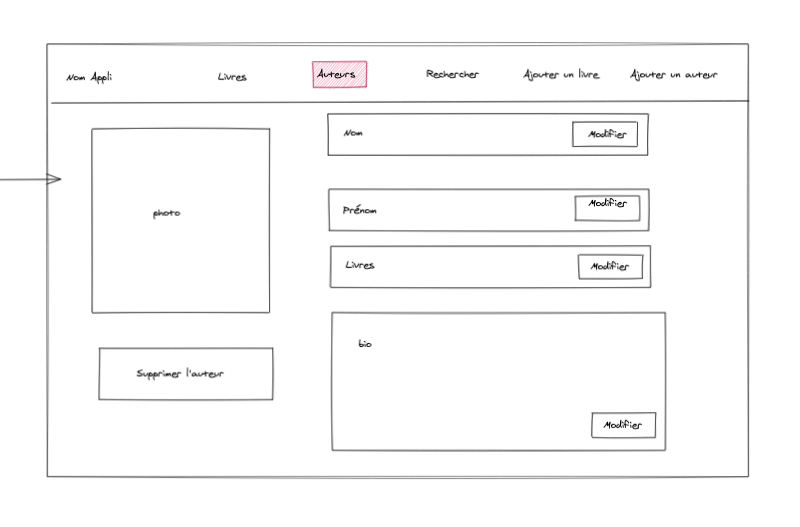 Nom Appli
Livres
Auteurs
Rechercher
Ajouter un livre
Ajouter un auteur
photo
Supprimer l'auteur
Nom
Modifier
Prénom
Modifier
Livres
Modifier
bio
Modifier